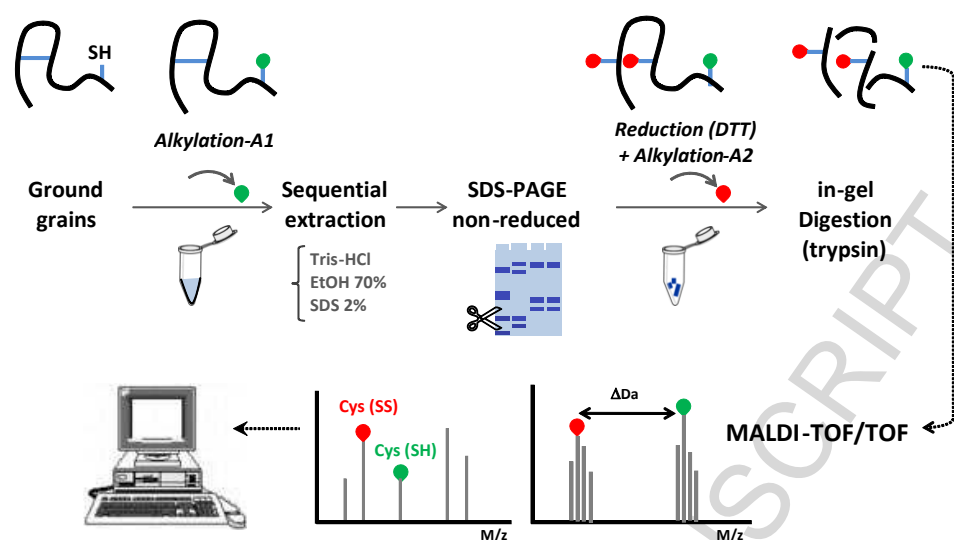 SH
Alkylation-A1
Reduction (DTT)
+ Alkylation-A2
Ground
grains
Sequential
extraction
SDS-PAGE
non-reduced
in-gel
Digestion
(trypsin)
Tris-HCl
EtOH 70%
SDS 2%
Cys (SS)
Cys (SH)
M/z
ΔDa
M/z
MALDI-TOF/TOF
SCRIPT